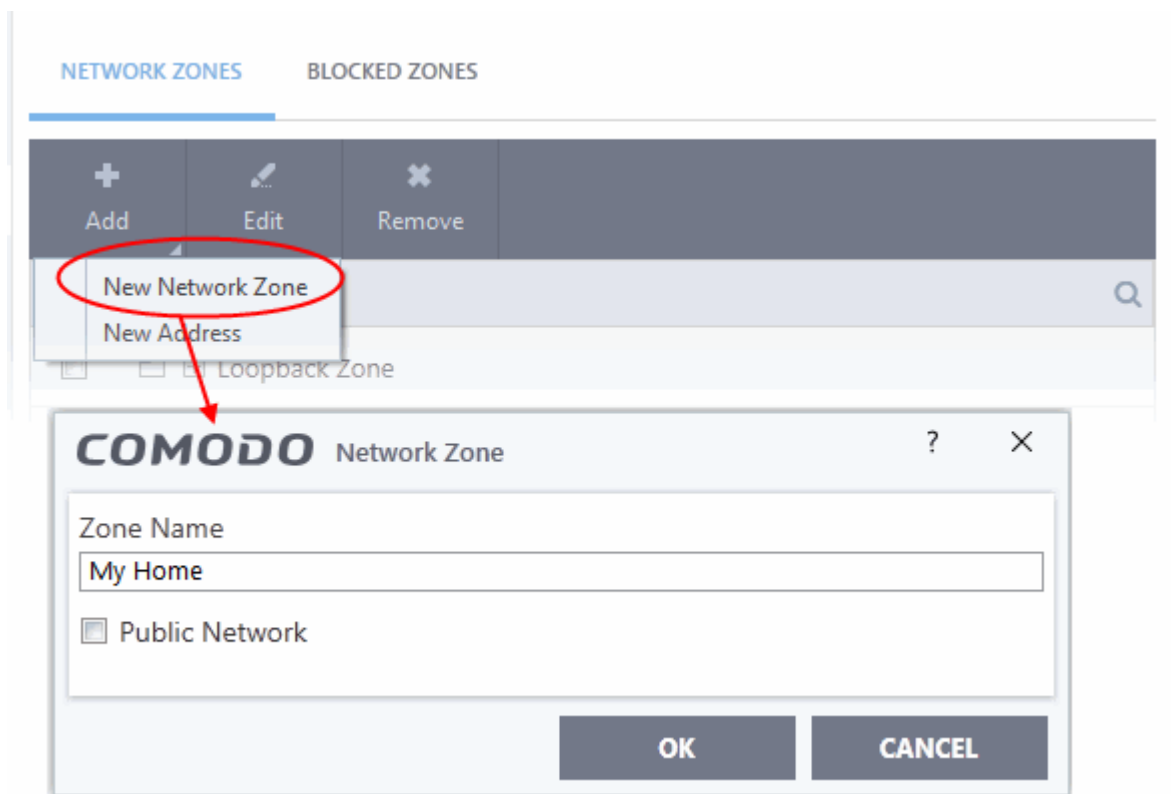 NETWORK ZONES BLOCKED ZONES
Add Edit Remove
New Network Zone
New Address
Loopback Zone
COMODO Network Zone ? X
Zone Name
My Home
Public Network
OK CANCEL